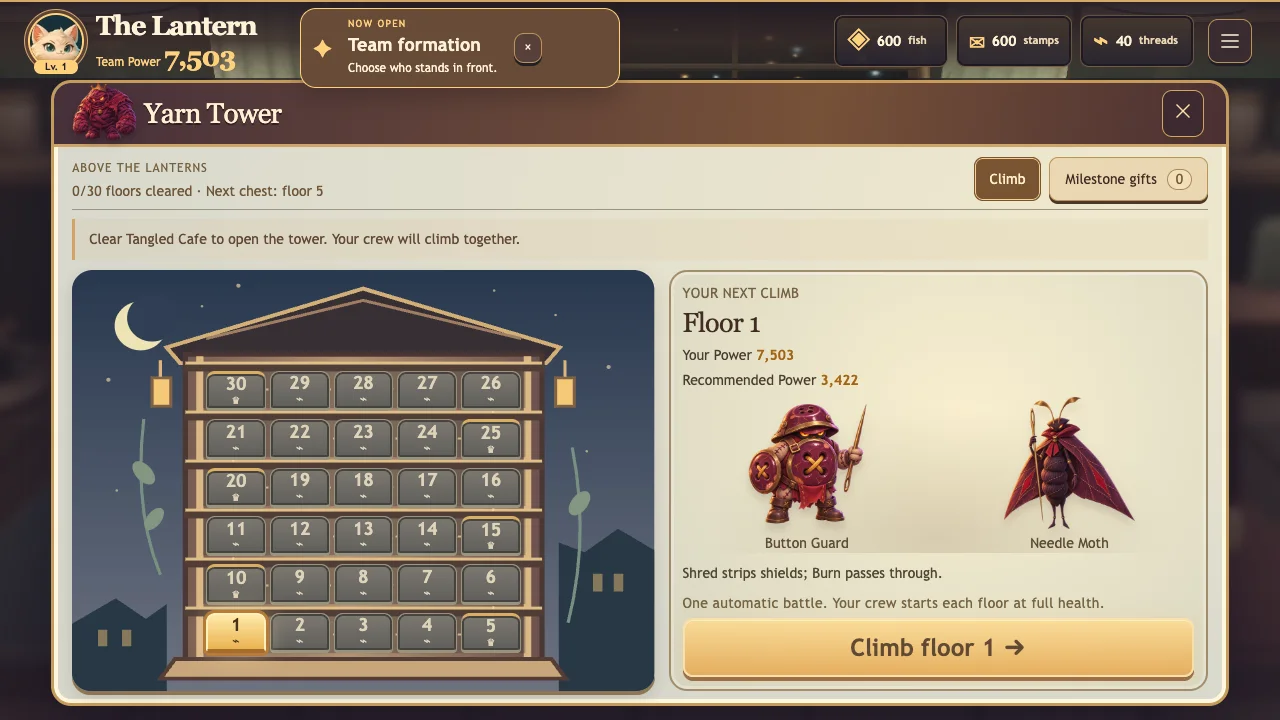 The Lantern
Team Power 7,503
Lv. 1
NOW OPEN
Team formation
Choose who stands in front.
×
600 fish
600 stamps
40 threads
Yarn Tower
ABOVE THE LANTERNS
0/30 floors cleared · Next chest: floor 5
Climb
Milestone gifts 0
Clear Tangled Cafe to open the tower. Your crew will climb together.
30 29 28 27 26
21 22 23 24 25
20 19 18 17 16
11 12 13 14 15
10 9 8 7 6
1 2 3 4 5
YOUR NEXT CLIMB
Floor 1
Your Power 7,503
Recommended Power 3,422
Button Guard
Needle Moth
Shred strips shields; Burn passes through.
One automatic battle. Your crew starts each floor at full health.
Climb floor 1 →